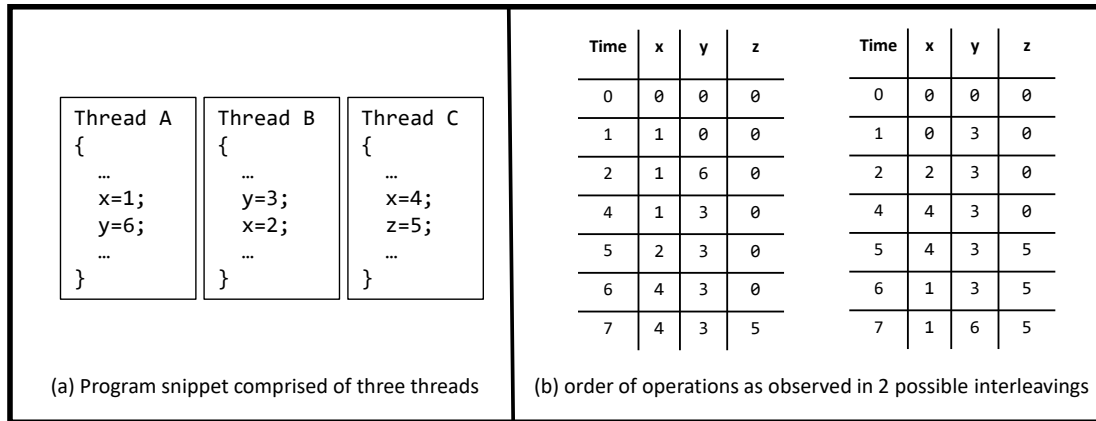 Thread A
{
…
x=1;
y=6;
…
}
Thread B
{
…
y=3;
x=2;
…
}
Thread C
{
…
x=4;
z=5;
…
}
(a) Program snippet comprised of three threads
Time x y z
0 0 0 0
1 1 0 0
2 1 6 0
4 1 3 0
5 2 3 0
6 4 3 0
7 4 3 5
Time x y z
0 0 0 0
1 0 3 0
2 2 3 0
4 4 3 0
5 4 3 5
6 1 3 5
7 1 6 5
(b) order of operations as observed in 2 possible interleavings